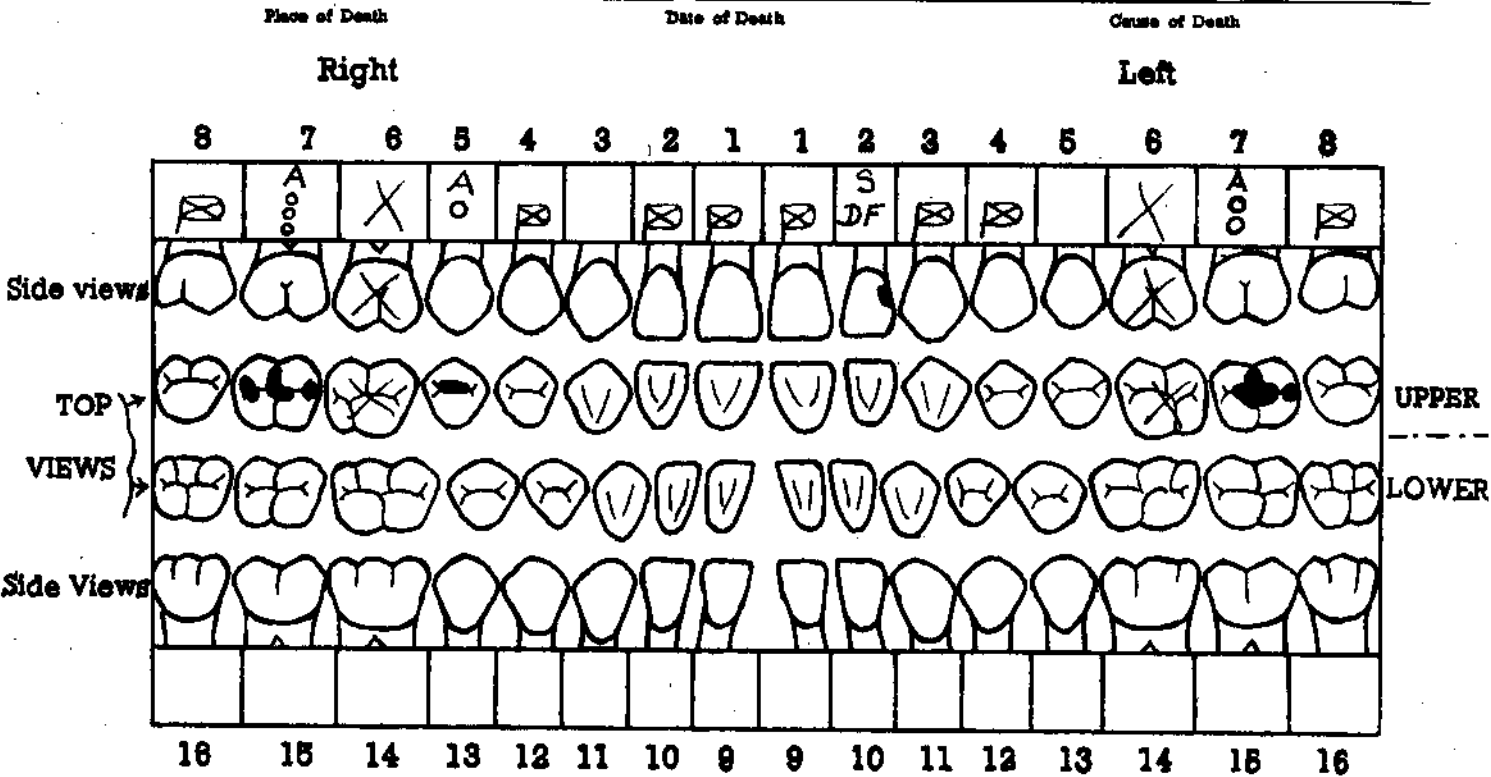 Place of Death Date of Death Cause of Death
Right Left
8 7 6 5 4 3 2 1 1 2 3 4 5 6 7 8
A A S A
o o DF o
o o
o
Side views
TOP UPPER
VIEWS LOWER
Side Views
16 15 14 13 12 11 10 9 9 10 11 12 13 14 15 16